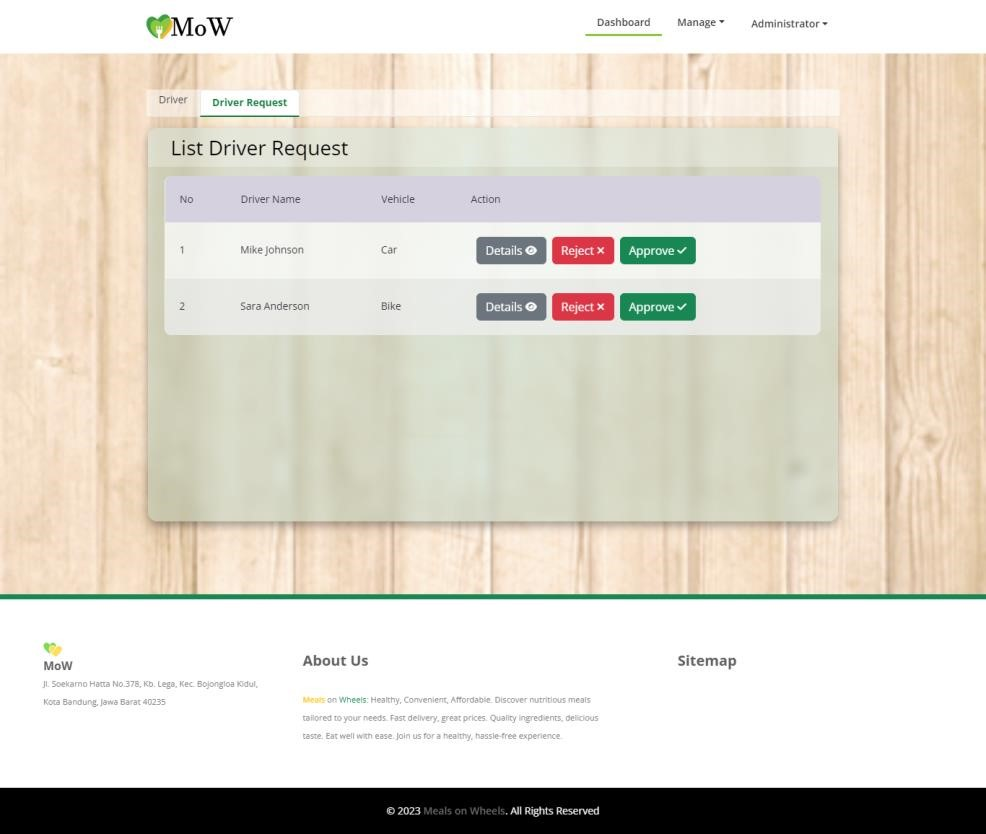 MoW
Dashboard Manage Administrator
Driver Driver Request
List Driver Request
No Driver Name Vehicle Action
1 Mike Johnson Car Details Reject Approve
2 Sara Anderson Bike Details Reject Approve
MoW
Jl. Soekarno Hatta No.378, Kb. Lega, Kec. Bojongloa Kidul,
Kota Bandung, Jawa Barat 40235
About Us
Meals on Wheels: Healthy, Convenient, Affordable. Discover nutritious meals
tailored to your needs. Fast delivery, great prices. Quality ingredients, delicious
taste. Eat well with ease. Join us for a healthy, hassle-free experience.
Sitemap
© 2023 Meals on Wheels. All Rights Reserved